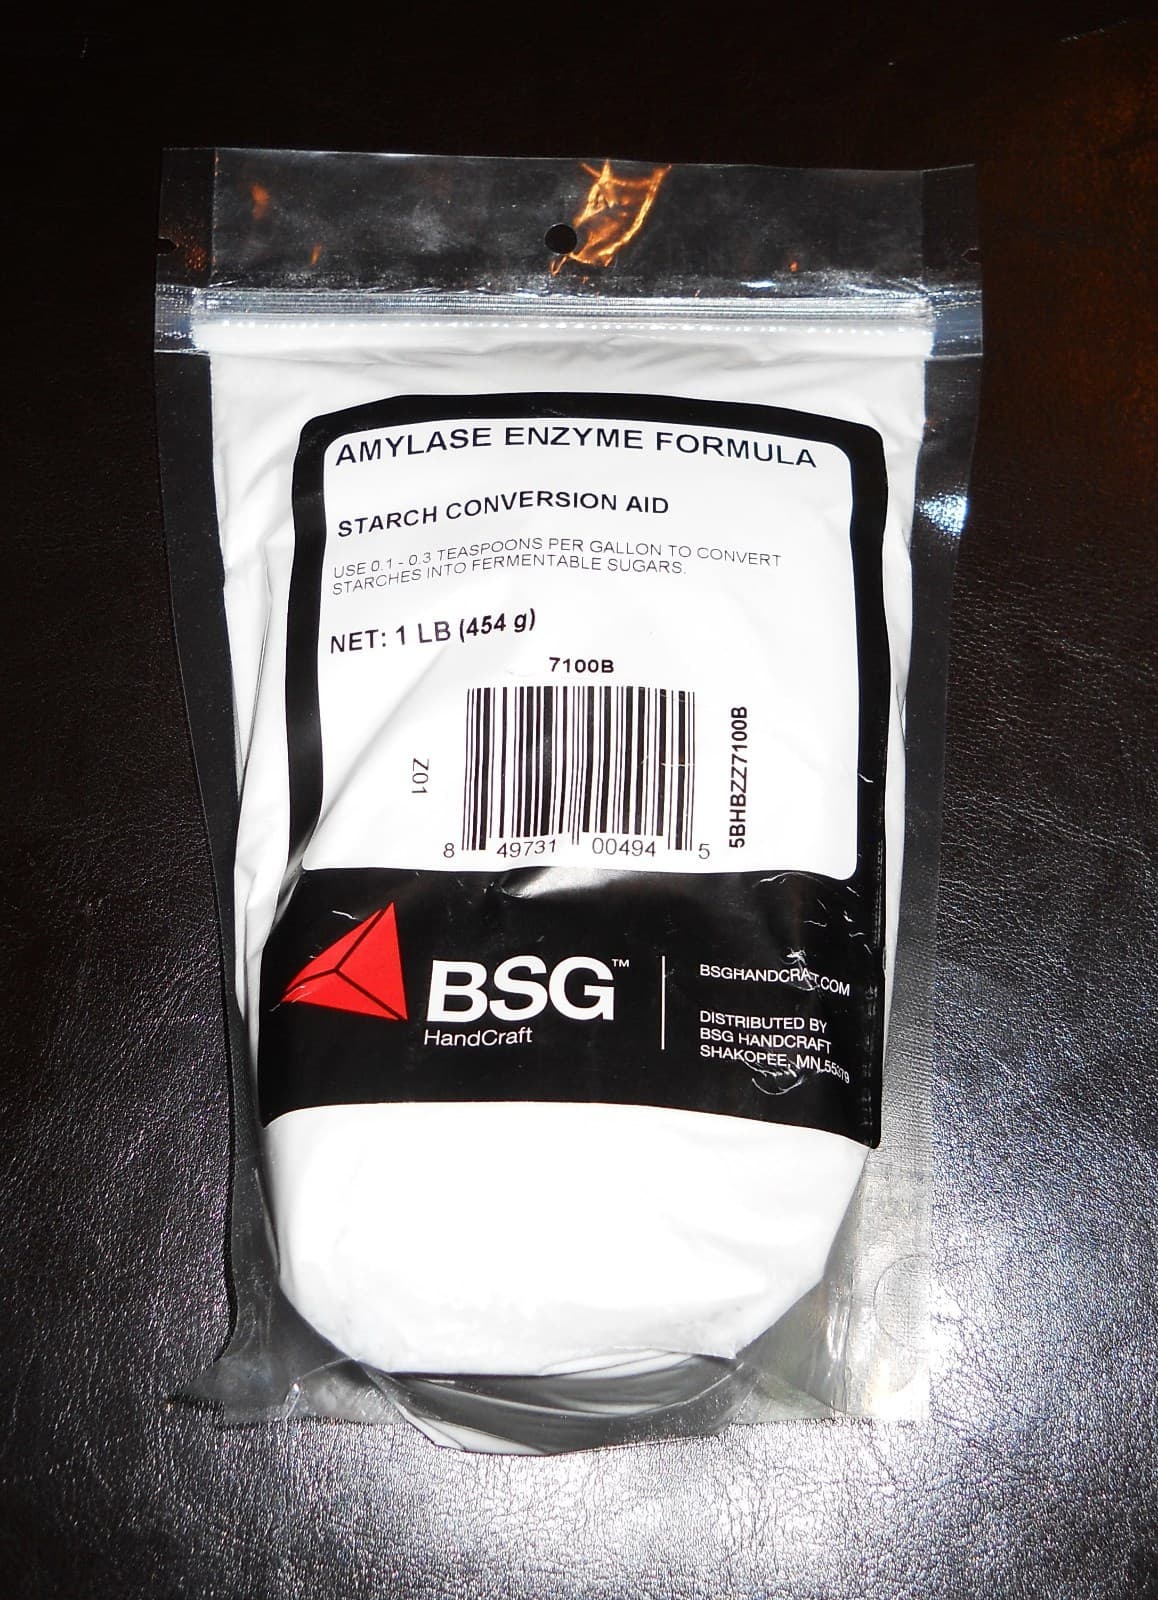 AMYLASE ENZYME FORMULA
STARCH CONVERSION AID
USE 0.1 - 0.3 TEASPOONS PER GALLON TO CONVERT
STARCHES INTO FERMENTABLE SUGARS.
NET: 1 LB (454 g)
7100B
Z01
5BHBZZ7100B
8 49731 00494 5
BSG™
HandCraft
BSGHANDCRAFT.COM
DISTRIBUTED BY
BSG HANDCRAFT
SHAKOPEE, MN 55379